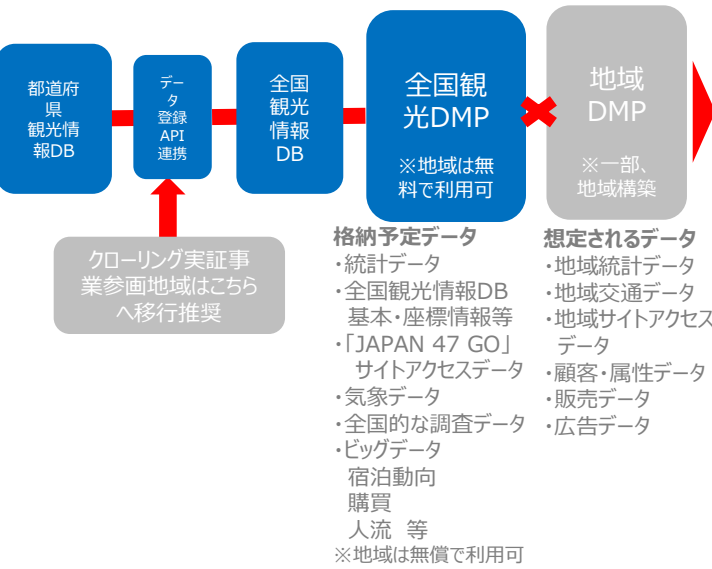 都道府
県
観光情
報DB
デー
タ
登録
API
連携
全国
観光
情報
DB
全国観
光DMP
※地域は無
料で利用可
地域
DMP
※一部、
地域構築
クローリング実証事
業参画地域はこちら
へ移行推奨
格納予定データ
・統計データ
・全国観光情報DB
基本・座標情報等
・「JAPAN 47 GO」
サイトアクセスデータ
・気象データ
・全国的な調査データ
・ビッグデータ
宿泊動向
購買
人流 等
※地域は無償で利用可
想定されるデータ
・地域統計データ
・地域交通データ
・地域サイトアクセス
データ
・顧客・属性データ
・販売データ
・広告データ